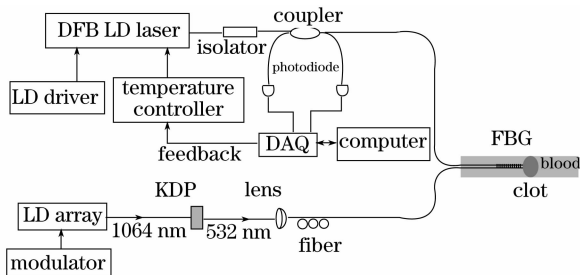 coupler
DFB LD laser
isolator
photodiode
LD driver
temperature
controller
DAQ
computer
feedback
FBG
blood
clot
KDP
lens
LD array
1064 nm
532 nm
fiber
modulator